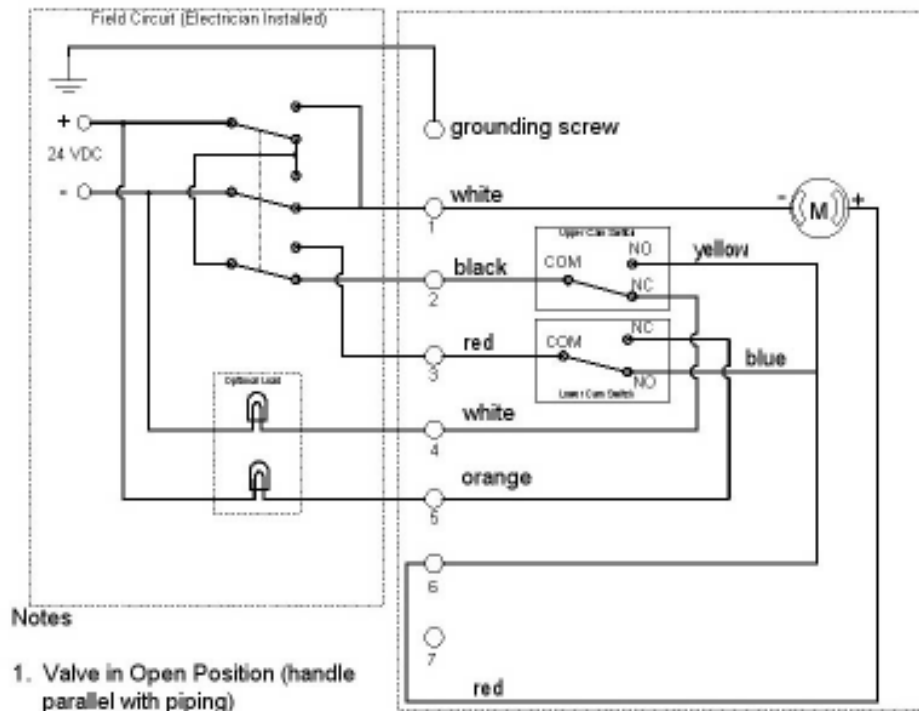 Field Circuit (Electrician Installed)
grounding screw
+
24 VDC
-
white
1
- M +
Upper Cam Switch
NO
yellow
COM
NC
black
2
NC
COM
red
3
blue
NO
Lower Cam Switch
Optional Load
white
4
orange
5
6
7
red
Notes
1. Valve in Open Position (handle
parallel with piping)